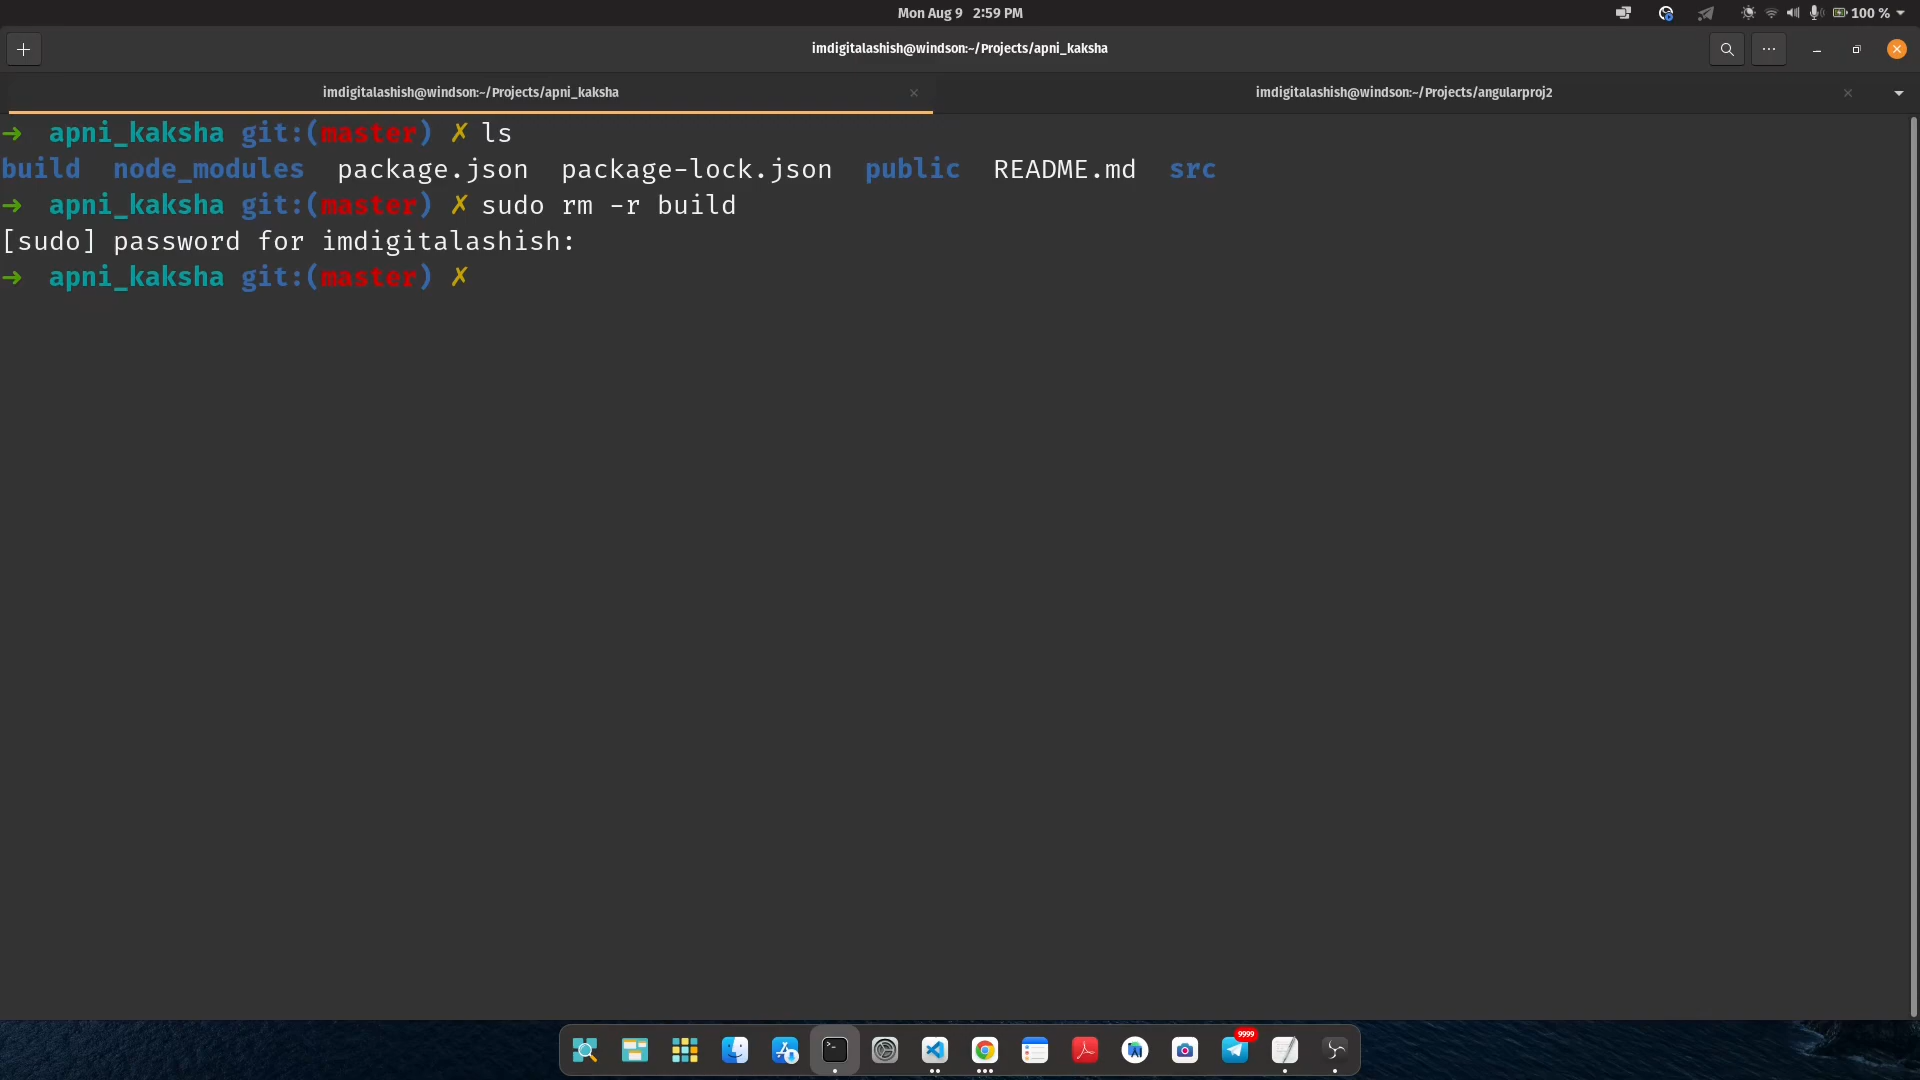 Mon Aug 9 2:59 PM
100 %
imdigitalashish@windson:~/Projects/apni_kaksha
imdigitalashish@windson:~/Projects/apni_kaksha
imdigitalashish@windson:~/Projects/angularproj2
➜ apni_kaksha git:(master) ✗ ls
build node_modules package.json package-lock.json public README.md src
➜ apni_kaksha git:(master) ✗ sudo rm -r build
[sudo] password for imdigitalashish:
➜ apni_kaksha git:(master) ✗
9999